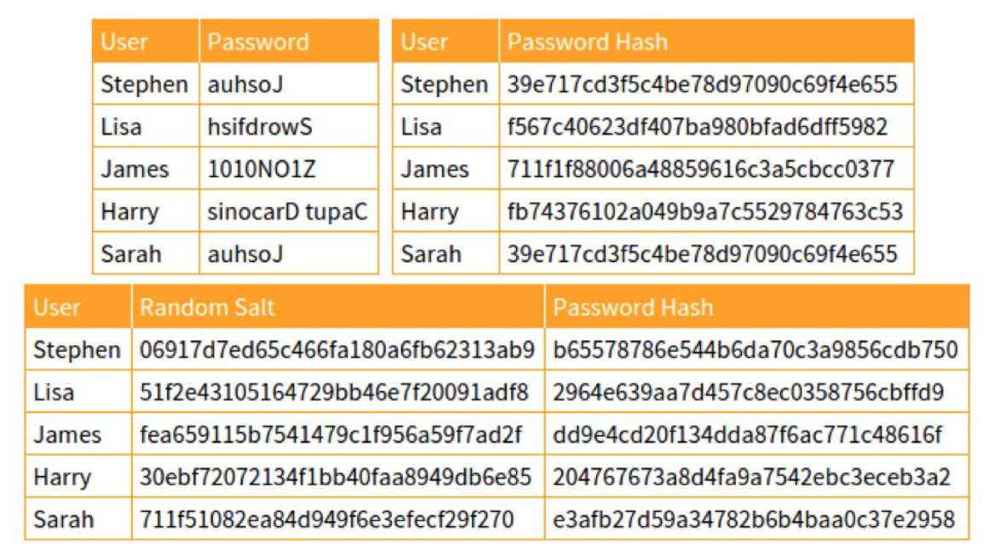 User Password
Stephen auhsoJ
Lisa hsifdrowS
James 1010NO1Z
Harry sinocarD tupaC
Sarah auhsoJ
User Password Hash
Stephen 39e717cd3f5c4be78d97090c69f4e655
Lisa f567c40623df407ba980bfad6dff5982
James 711f1f88006a48859616c3a5cbcc0377
Harry fb74376102a049b9a7c5529784763c53
Sarah 39e717cd3f5c4be78d97090c69f4e655
User Random Salt Password Hash
Stephen 06917d7ed65c466fa180a6fb62313ab9 b65578786e544b6da70c3a9856cdb750
Lisa 51f2e43105164729bb46e7f20091adf8 2964e639aa7d457c8ec0358756cbffd9
James fea659115b7541479c1f956a59f7ad2f dd9e4cd20f134dda87f6ac771c48616f
Harry 30ebf72072134f1bb40faa8949db6e85 204767673a8d4fa9a7542ebc3eceb3a2
Sarah 711f51082ea84d949f6e3efecf29f270 e3afb27d59a34782b6b4baa0c37e2958